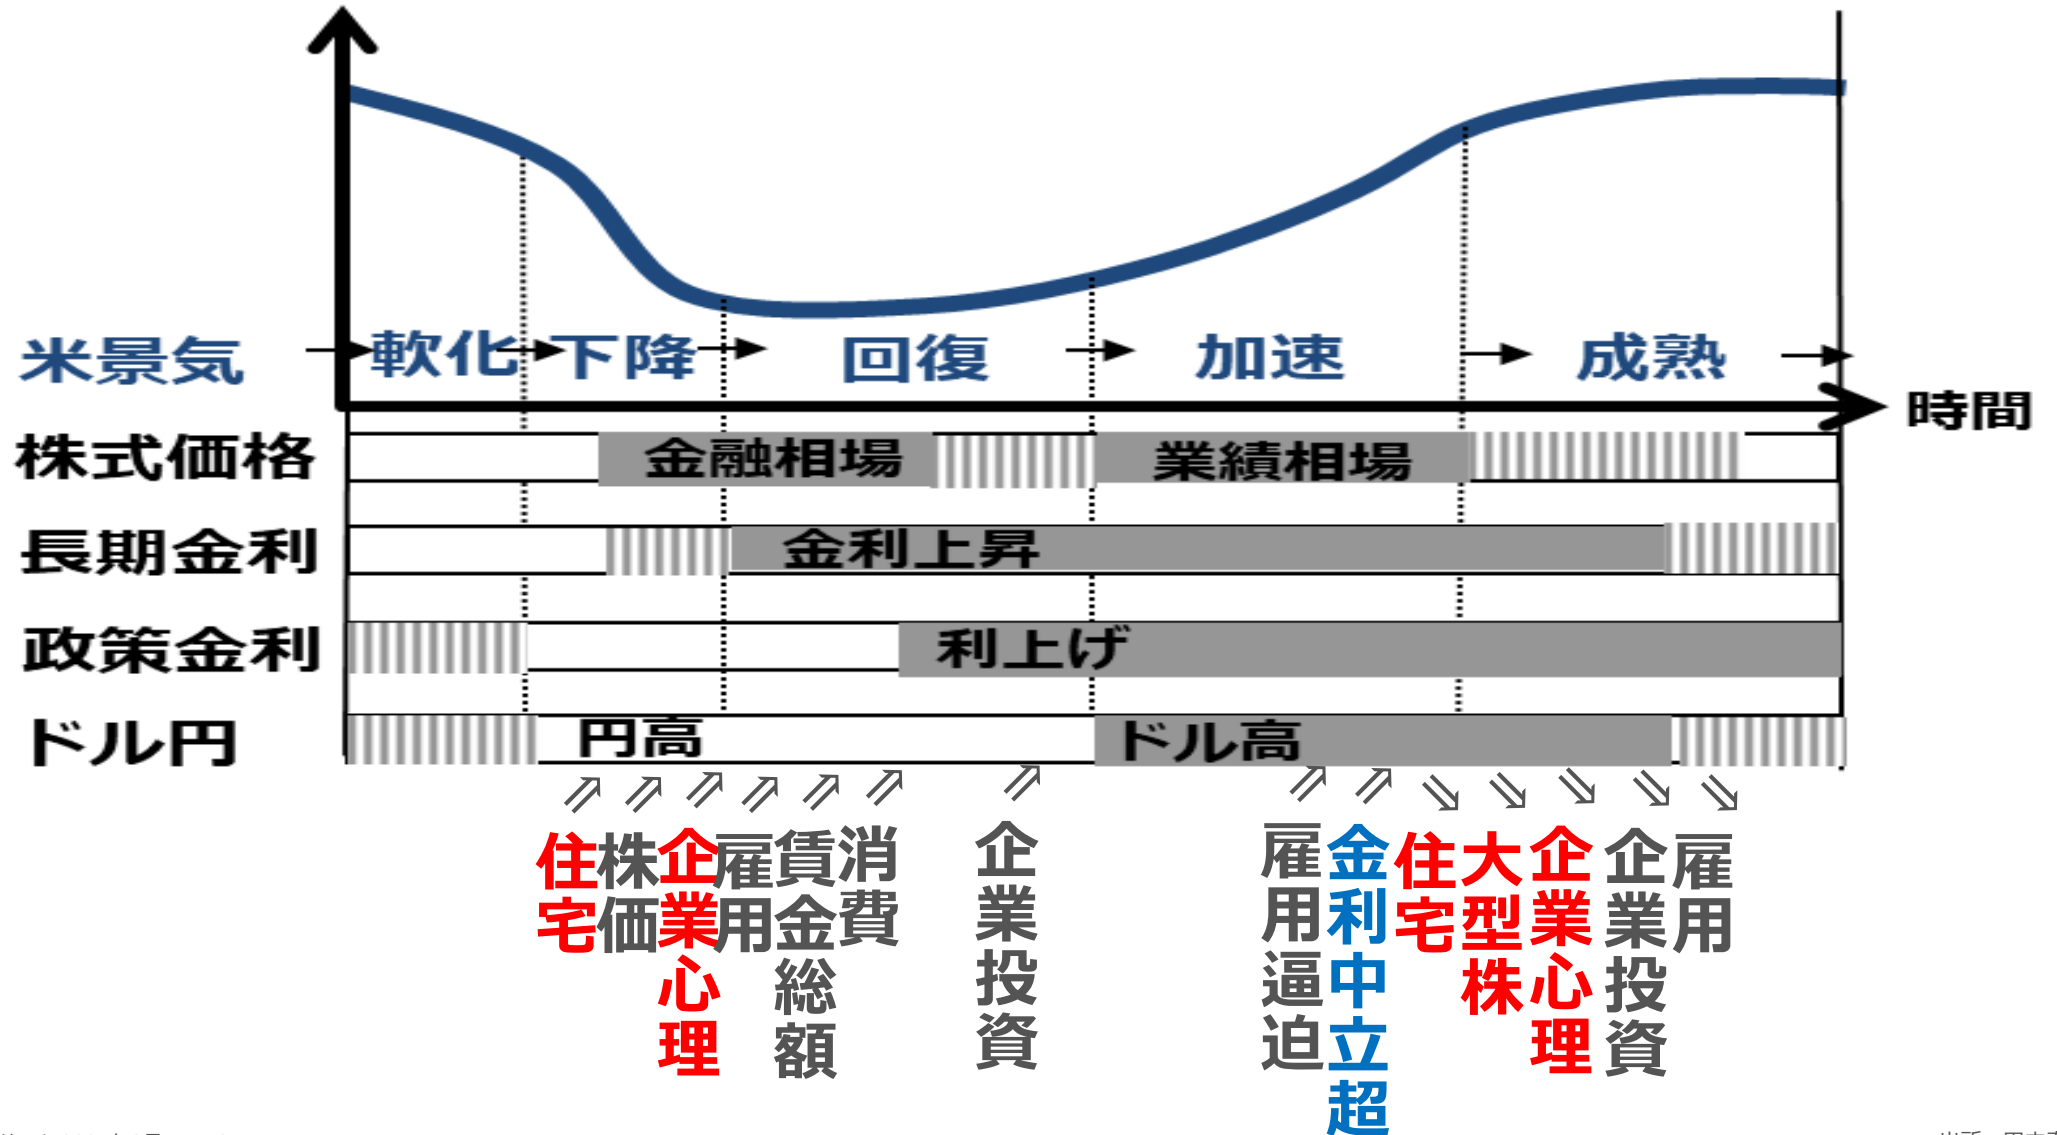 米景気
軟化
下降
回復
加速
成熟
時間
株式価格
金融相場
業績相場
長期金利
金利上昇
政策金利
利上げ
ドル円
円高
ドル高
住宅
株価
企業心理
雇用
賃金総額
消費
企業投資
雇用逼迫
金利中立超
住宅
大型株
企業心理
企業投資
雇用